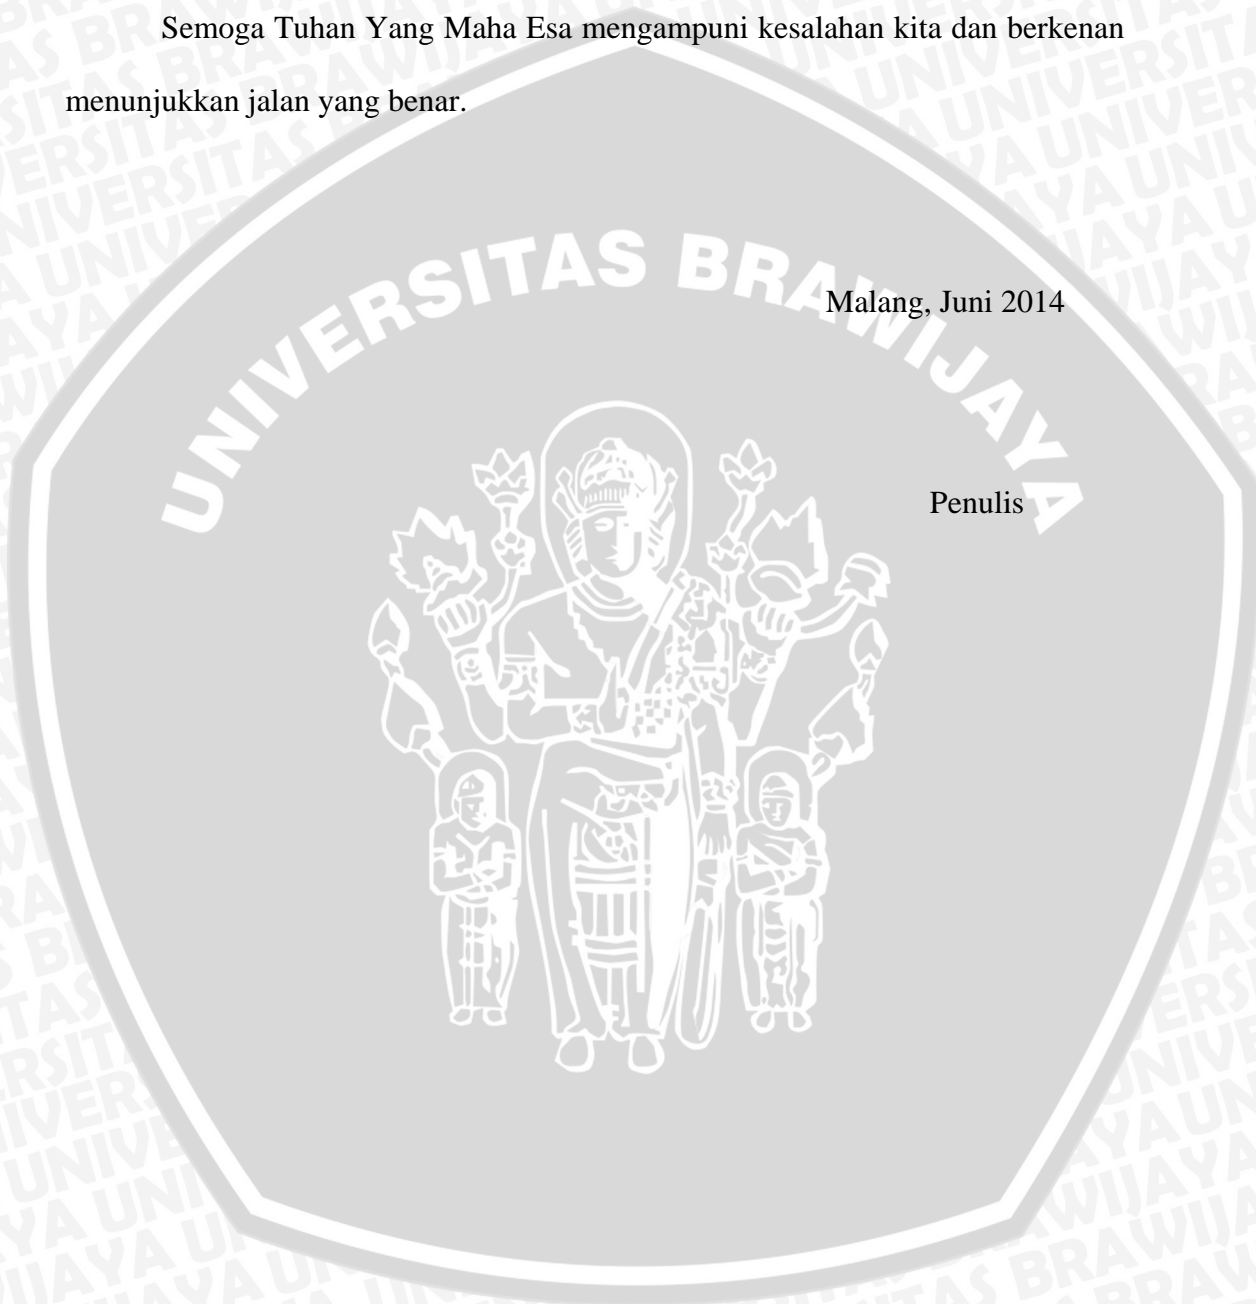 Semoga Tuhan Yang Maha Esa mengampuni kesalahan kita dan berkenan
menunjukkan jalan yang benar.
UNIVERSITAS BRAWIJAYA
Malang, Juni 2014
Penulis